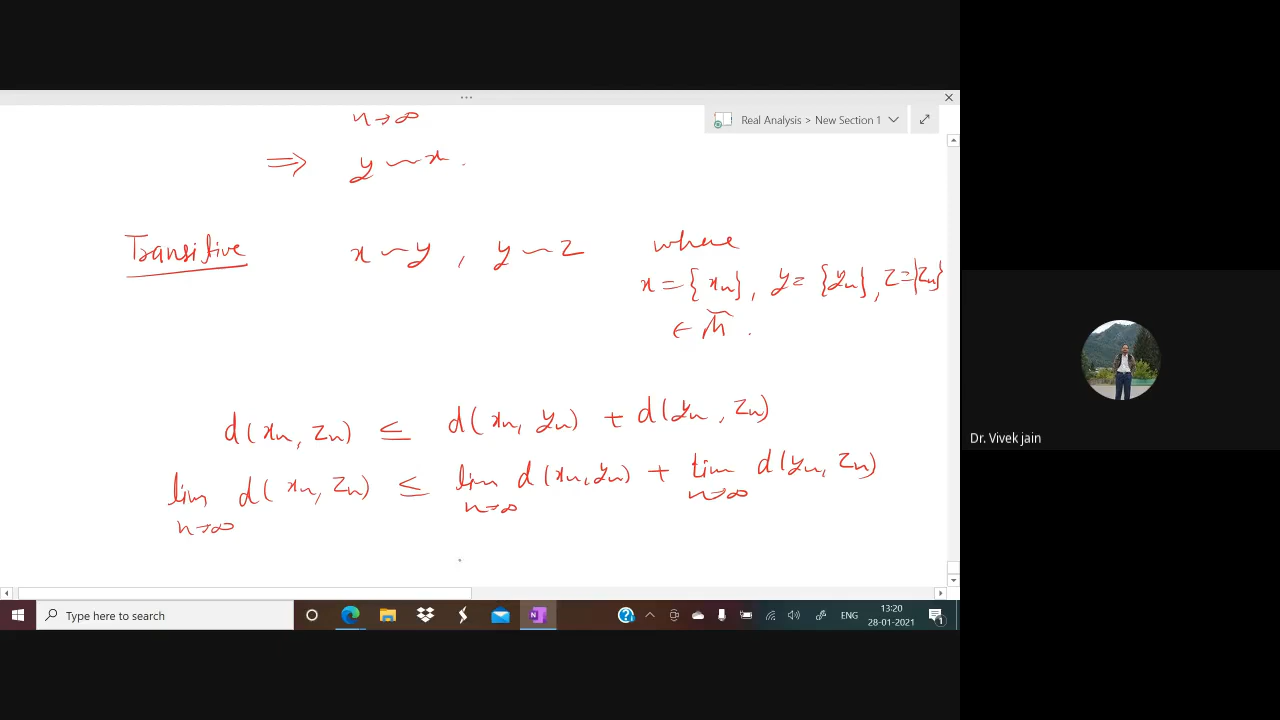 n→∞
Real Analysis > New Section 1
⟹ y ~ x .
Transitive x ~ y , y ~ z where
x = {xn}, y = {yn}, z = {zn}
∈ M̃ .
d(xn, zn) ≤ d(xn, yn) + d(yn, zn)
lim d(xn, zn) ≤ lim d(xn, yn) + lim d(yn, zn)
n→∞ n→∞ n→∞
Dr. Vivek jain
Type here to search
ENG
13:20
28-01-2021
1